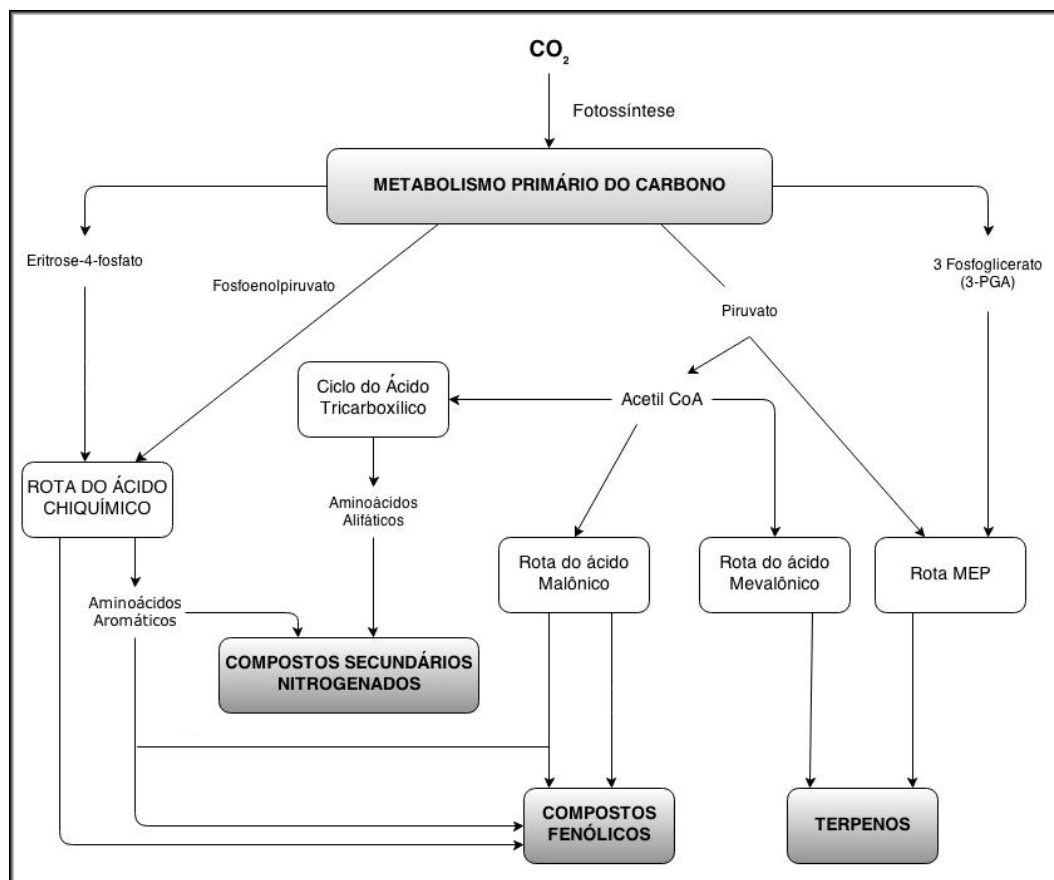 CO₂
Fotossíntese
METABOLISMO PRIMÁRIO DO CARBONO
Eritrose-4-fosfato
Fosfoenolpiruvato
3 Fosfoglicerato
(3-PGA)
Piruvato
Ciclo do Ácido
Tricarboxílico
Acetil CoA
ROTA DO ÁCIDO
CHIQUÍMICO
Aminoácidos
Alifáticos
Rota do ácido
Malônico
Rota do ácido
Mevalônico
Rota MEP
Aminoácidos
Aromáticos
COMPOSTOS SECUNDÁRIOS
NITROGENADOS
COMPOSTOS
FENÓLICOS
TERPENOS